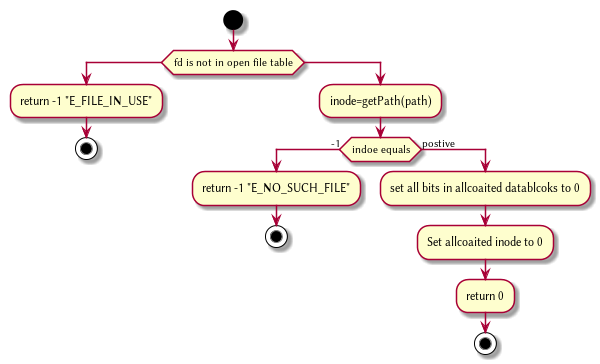 fd is not in open file table
return -1 "E_FILE_IN_USE"
inode=getPath(path)
-1
indoe equals
postive
return -1 "E_NO_SUCH_FILE"
set all bits in allcoaited datablcoks to 0
Set allcoaited inode to 0
return 0